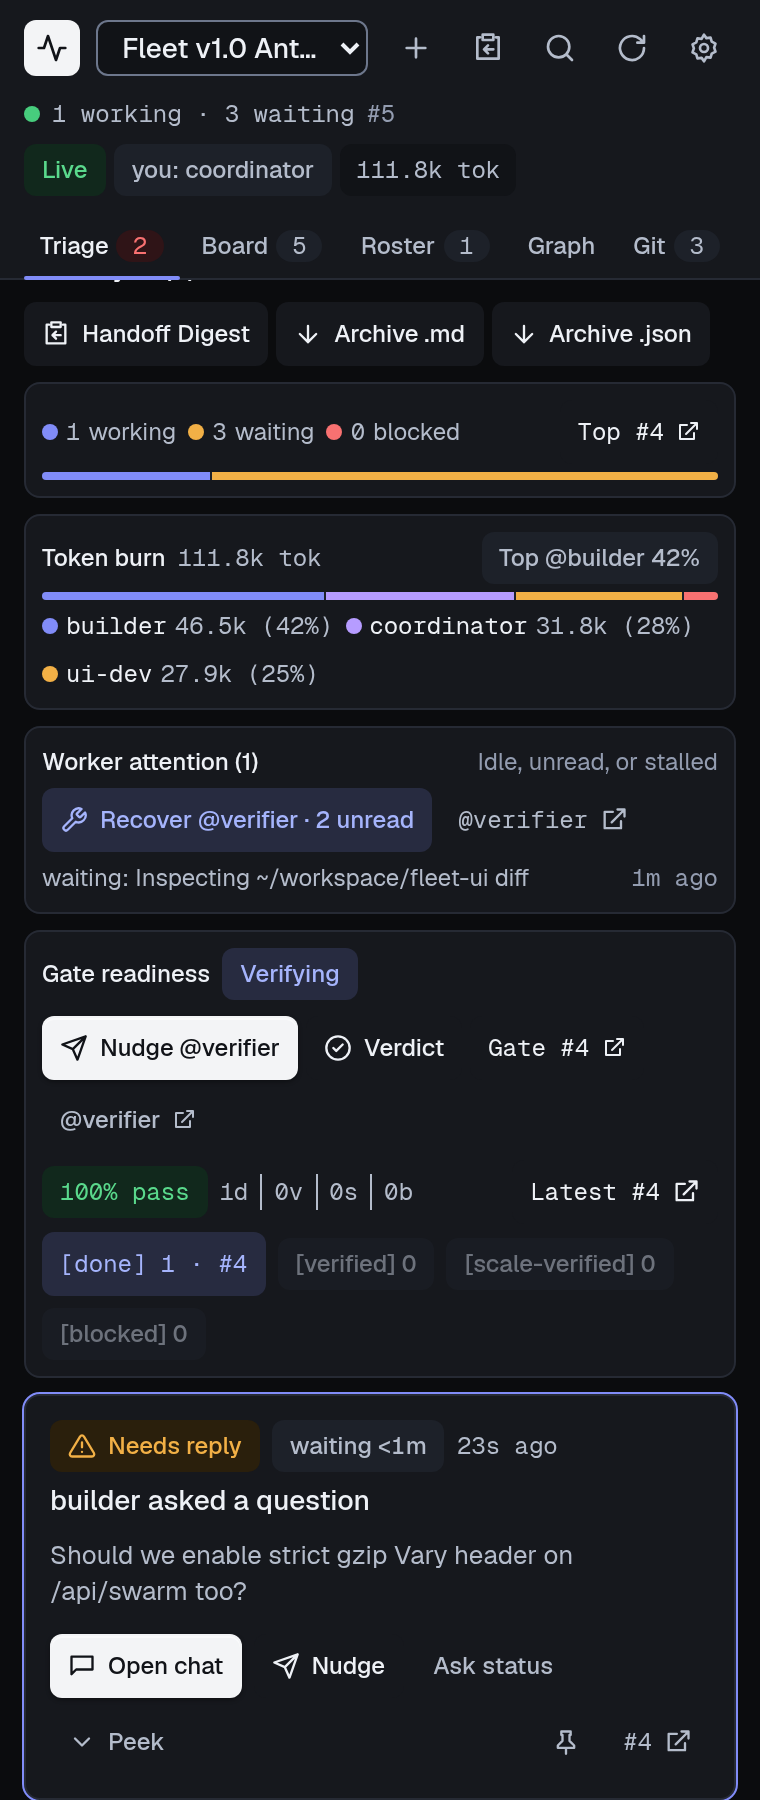 Fleet v1.0 Ant...
1 working · 3 waiting #5
Live you: coordinator 111.8k tok
Triage 2 Board 5 Roster 1 Graph Git 3
Handoff Digest Archive .md Archive .json
1 working 3 waiting 0 blocked Top #4
Token burn 111.8k tok Top @builder 42%
builder 46.5k (42%) coordinator 31.8k (28%)
ui-dev 27.9k (25%)
Worker attention (1) Idle, unread, or stalled
Recover @verifier · 2 unread @verifier
waiting: Inspecting ~/workspace/fleet-ui diff 1m ago
Gate readiness Verifying
Nudge @verifier Verdict Gate #4
@verifier
100% pass 1d 0v 0s 0b Latest #4
[done] 1 · #4 [verified] 0 [scale-verified] 0
[blocked] 0
Needs reply waiting <1m 23s ago
builder asked a question
Should we enable strict gzip Vary header on
/api/swarm too?
Open chat Nudge Ask status
Peek #4